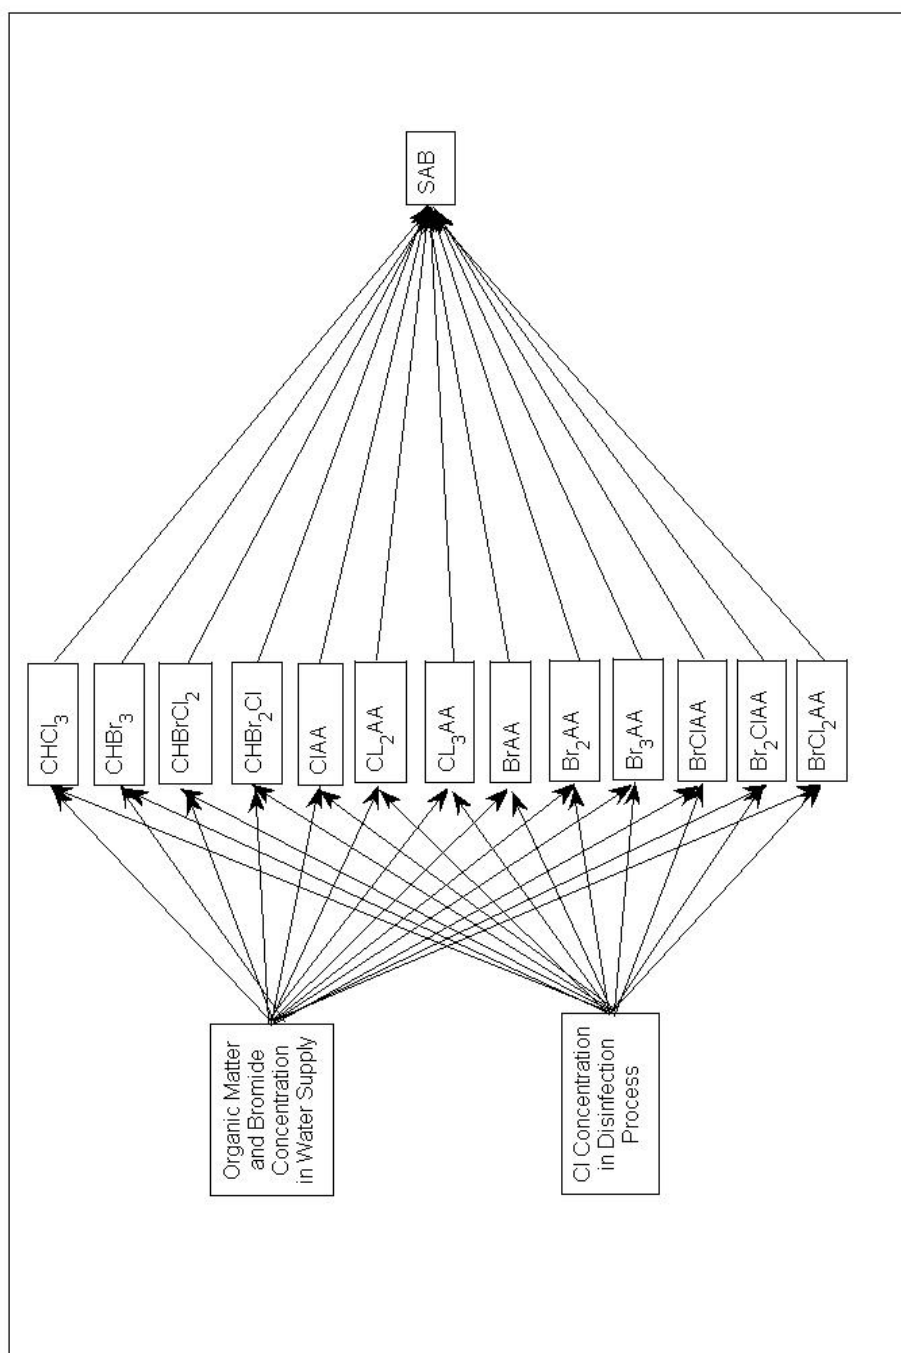 Organic Matter
and Bromide
Concentration
in Water Supply
Cl Concentration
in Disinfection
Process
CHCl₃
CHBr₃
CHBrCl₂
CHBr₂Cl
ClAA
CL₂AA
CL₃AA
BrAA
Br₂AA
Br₃AA
BrClAA
Br₂ClAA
BrCl₂AA
SAB